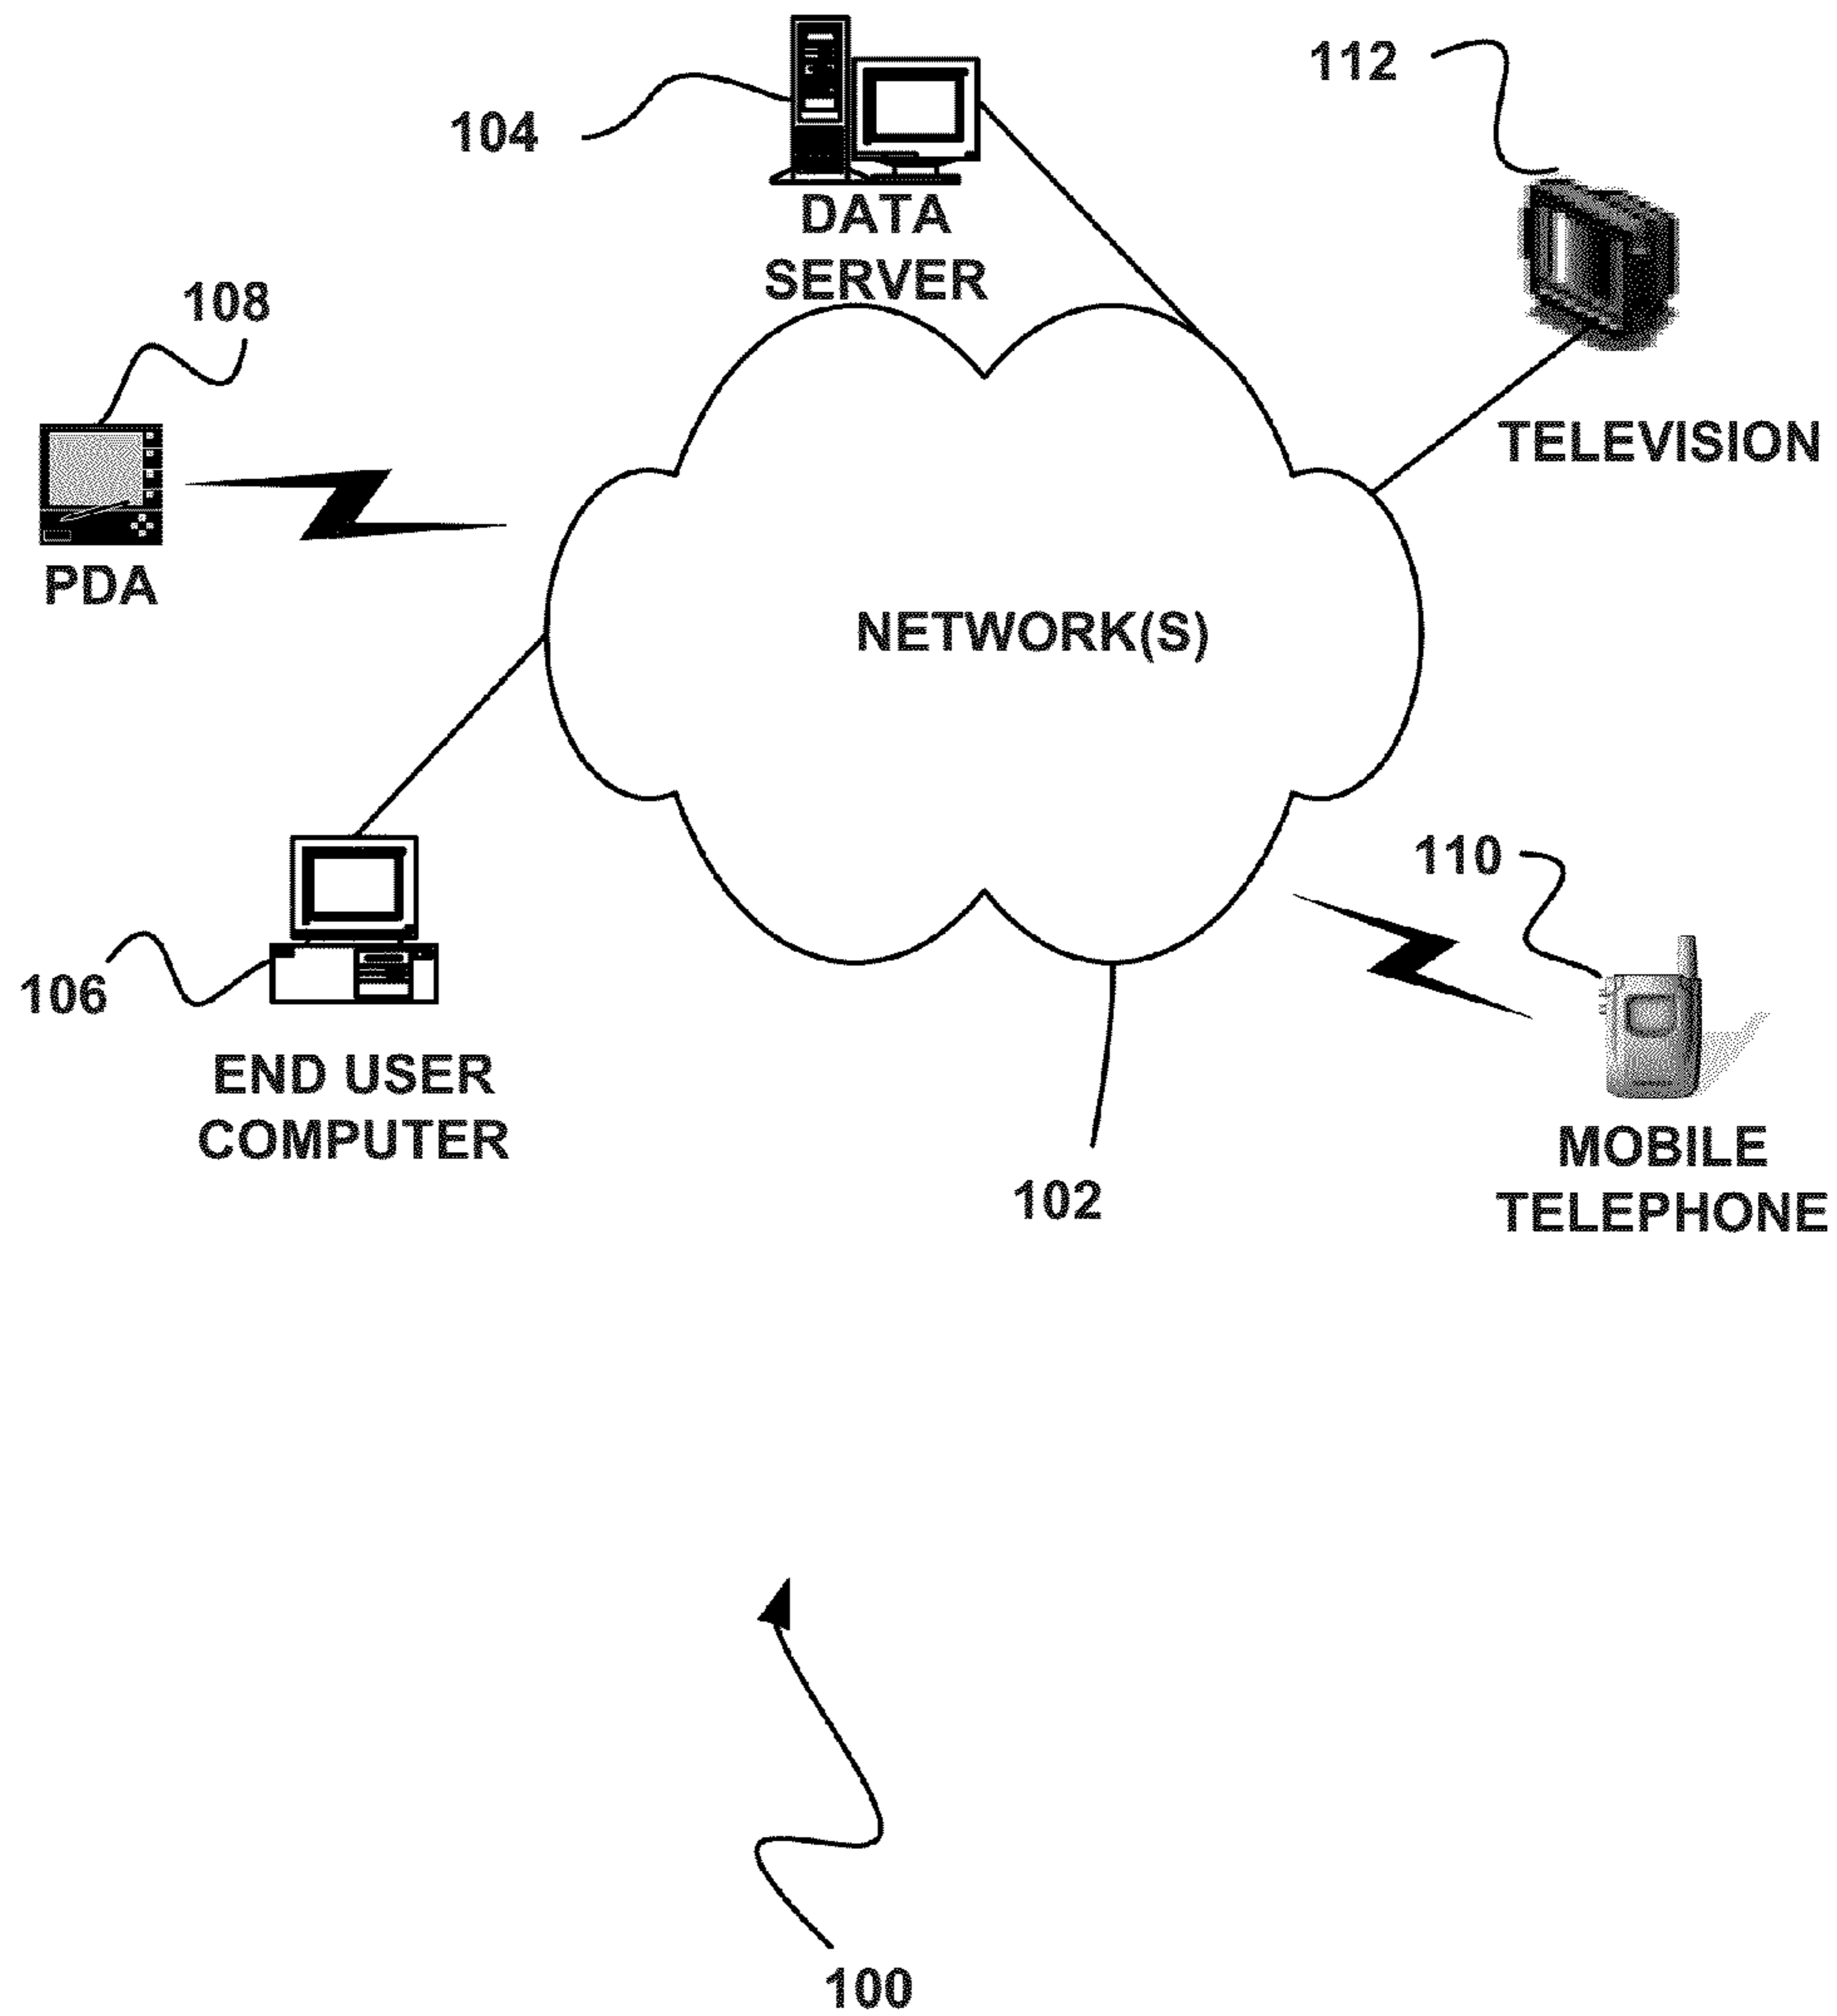 112
104
DATA
SERVER
108
TELEVISION
PDA
NETWORK(S)
110
106
END USER
COMPUTER
MOBILE
TELEPHONE
102
100